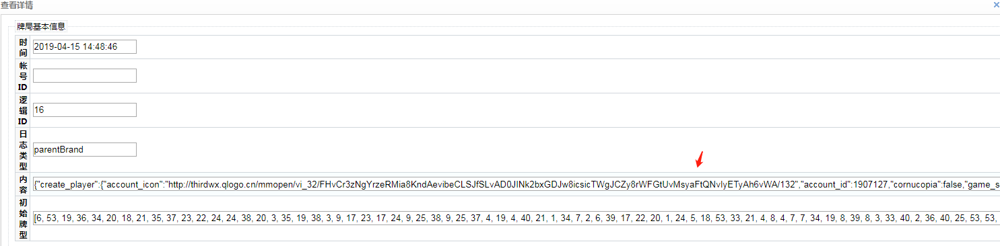 查看详情
牌局基本信息
时间 2019-04-15 14:48:46
帐号ID
逻辑ID 16
日志类型 parentBrand
内容 {"create_player":{"account_icon":"http://thirdwx.qlogo.cn/mmopen/vi_32/FHvCr3zNgYrzeRMia8KndAevibeCLSJfSLvAD0JINk2bxGDJw8icsicTWgJCZy8rWFGtUvMsyaFtQNvIyETyAh6vWA/132","account_id":1907127,"cornucopia":false,"game_s
初始牌型 [6, 53, 19, 36, 34, 20, 18, 21, 35, 37, 23, 22, 24, 24, 38, 20, 3, 35, 19, 38, 3, 9, 17, 23, 17, 24, 9, 25, 38, 9, 25, 37, 4, 19, 4, 40, 21, 1, 34, 7, 2, 6, 39, 17, 22, 20, 1, 24, 5, 18, 53, 33, 21, 4, 8, 4, 7, 7, 34, 19, 8, 39, 8, 3, 33, 40, 2, 36, 40, 25, 53, 53,